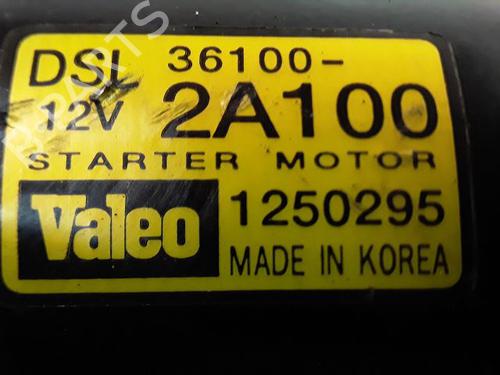 DSL 36100-
12V 2A100
STARTER MOTOR
Valeo 1250295
MADE IN KOREA